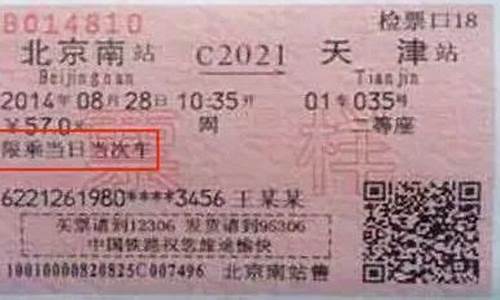 B014810 检票口18
北京南站 C2021 天津站
Beijingnan Tianjin
2014年08月28日 10:35开 01车035号
￥57.0元 网 二等座
限乘当日当次车
票样
6221261980****3456 王某某
买票请到12306 发货请到95306
中国铁路祝您旅途愉快
10010000820825C007496 北京南站售